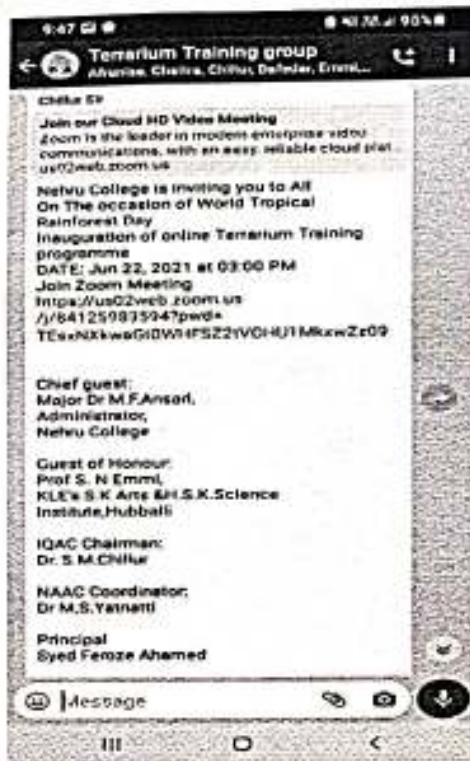 9:47
90%
Terrarium Training group
Chillur Sir
Join our Cloud HD Video Meeting
Zoom is the leader in modern enterprise video
communications, with an easy, reliable cloud plat...
us02web.zoom.us
Nehru College is inviting you to All
On The occasion of World Tropical
Rainforest Day
Inauguration of online Terrarium Training
programme
DATE: Jun 22, 2021 at 03:00 PM
Join Zoom Meeting
https://us02web.zoom.us
Chief guest:
Major Dr M.F.Ansari,
Administrator,
Nehru College
Guest of Honour:
Prof S. N Emmi,
KLE's S.K Arts &H.S.K.Science
Institute,Hubballi
IQAC Chairman:
Dr. S.M.Chillur
NAAC Coordinator:
Dr M.S.Yatnatti
Principal
Syed Feroze Ahamed
Message